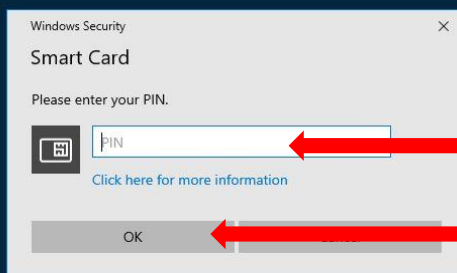 Windows Security
Smart Card
Please enter your PIN.
PIN
Click here for more information
OK